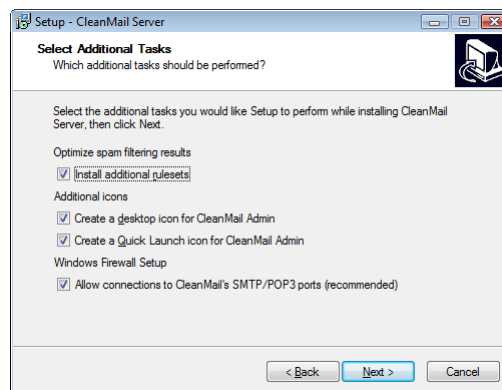 Setup - CleanMail Server
Select Additional Tasks
Which additional tasks should be performed?
Select the additional tasks you would like Setup to perform while installing CleanMail
Server, then click Next.
Optimize spam filtering results
Install additional rulesets
Additional icons
Create a desktop icon for CleanMail Admin
Create a Quick Launch icon for CleanMail Admin
Windows Firewall Setup
Allow connections to CleanMail's SMTP/POP3 ports (recommended)
< Back Next > Cancel